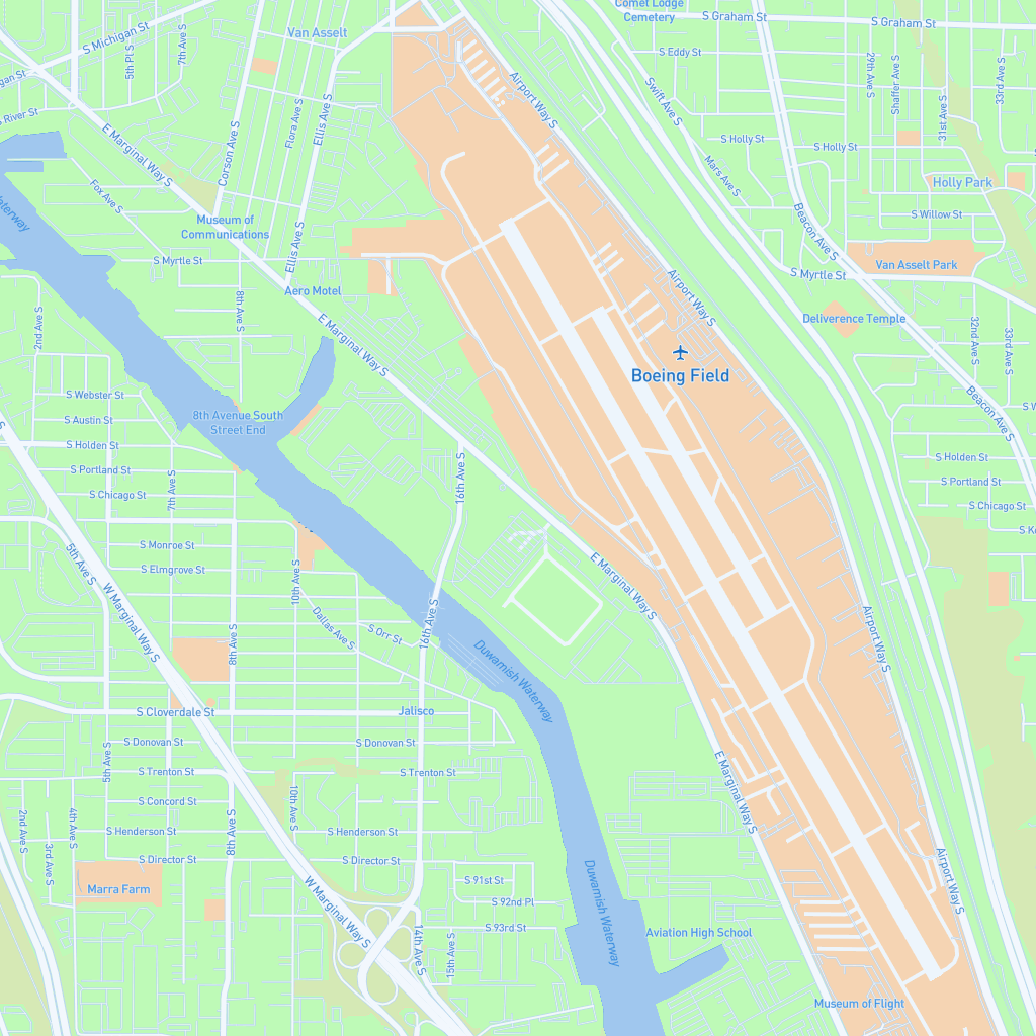 Comet Lodge
Cemetery
S Graham St
S Graham St
S Michigan St
7th Ave S
5th Pl S
Van Asselt
S Eddy St
29th Ave S
Shaffer Ave S
33rd Ave S
31st Ave S
Airport Way S
Swift Ave S
S River St
E Marginal Way S
Corson Ave S
Flora Ave S
Ellis Ave S
S Holly St
S Holly St
Mars Ave S
Holly Park
Fox Ave S
Museum of
Communications
Ellis Ave S
S Willow St
Beacon Ave S
S Myrtle St
Van Asselt Park
S Myrtle St
Aero Motel
8th Ave S
Airport Way S
2nd Ave S
E Marginal Way S
Deliverence Temple
32nd Ave S
33rd Ave S
Boeing Field
S Webster St
Beacon Ave S
8th Avenue South
Street End
S Austin St
S Holden St
S Holden St
S Portland St
7th Ave S
16th Ave S
S Portland St
S Chicago St
S Chicago St
S Monroe St
5th Ave S
S Elmgrove St
10th Ave S
E Marginal Way S
W Marginal Way S
Dallas Ave S
S Orr St
16th Ave S
8th Ave S
Airport Way S
Duwamish Waterway
S Cloverdale St
Jalisco
S Donovan St
S Donovan St
5th Ave S
S Trenton St
S Trenton St
E Marginal Way S
S Concord St
10th Ave S
2nd Ave S
4th Ave S
3rd Ave S
8th Ave S
S Henderson St
S Henderson St
S Director St
S Director St
Marra Farm
S 91st St
S 92nd Pl
W Marginal Way S
S 93rd St
14th Ave S
15th Ave S
Duwamish Waterway
Aviation High School
Airport Way S
Museum of Flight